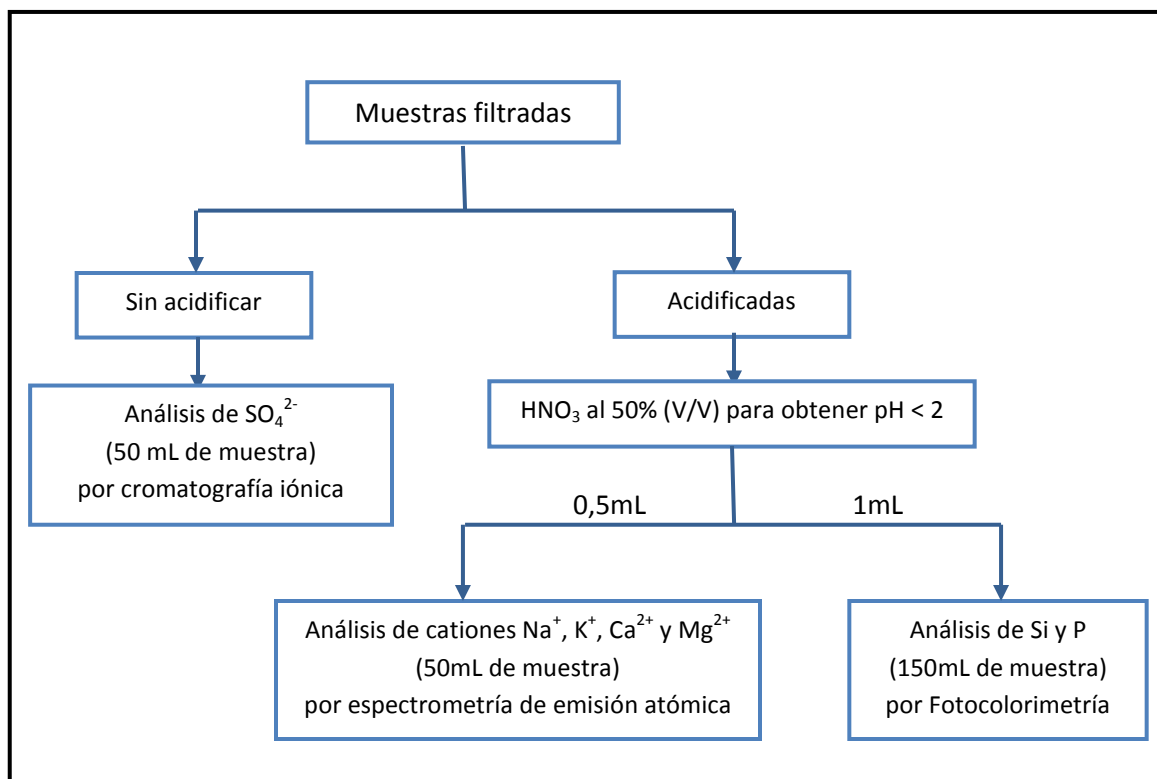 Muestras filtradas
Sin acidificar
Acidificadas
Análisis de SO₄²⁻
(50 mL de muestra)
por cromatografía iónica
HNO₃ al 50% (V/V) para obtener pH < 2
0,5mL
1mL
Análisis de cationes Na⁺, K⁺, Ca²⁺ y Mg²⁺
(50mL de muestra)
por espectrometría de emisión atómica
Análisis de Si y P
(150mL de muestra)
por Fotocolorimetría